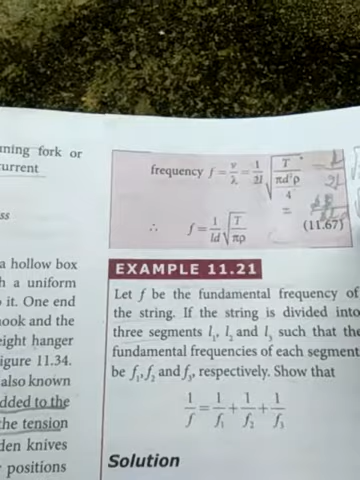 ning fork or
urrent
ss
a hollow box
h a uniform
it. One end
ook and the
eight hanger
igure 11.34.
also known
dded to the
the tension
den knives
positions
frequency f = v/λ = 1/2l √(T / (πd²ρ/4))
∴ f = 1/ld √(T/πρ) (11.67)
EXAMPLE 11.21
Let f be the fundamental frequency of
the string. If the string is divided into
three segments l₁, l₂ and l₃ such that the
fundamental frequencies of each segment
be f₁, f₂ and f₃, respectively. Show that
1/f = 1/f₁ + 1/f₂ + 1/f₃
Solution